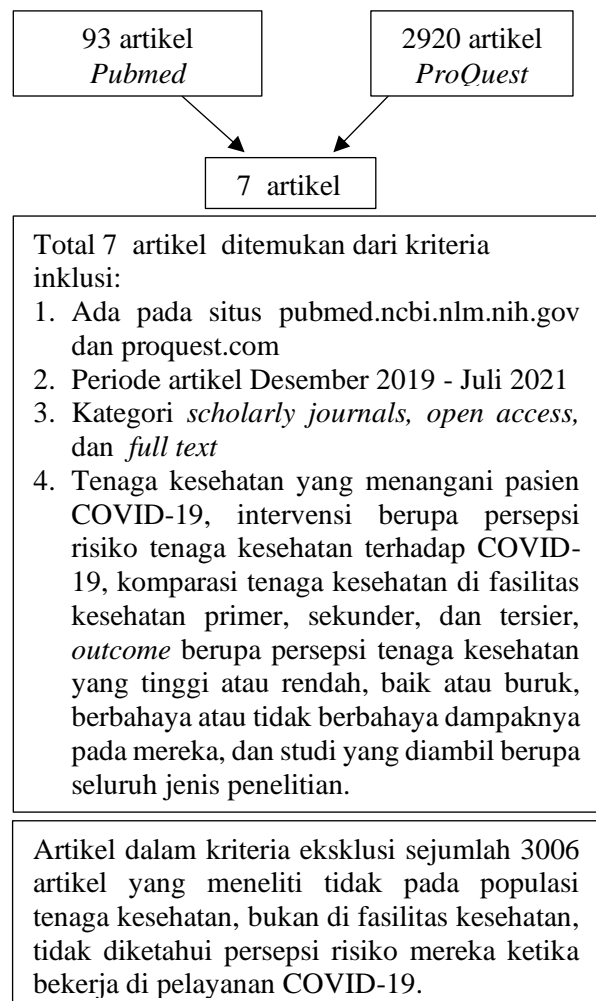 93 artikel
Pubmed
2920 artikel
ProQuest
7 artikel
Total 7 artikel ditemukan dari kriteria
inklusi:
1. Ada pada situs pubmed.ncbi.nlm.nih.gov
dan proquest.com
2. Periode artikel Desember 2019 - Juli 2021
3. Kategori scholarly journals, open access,
dan full text
4. Tenaga kesehatan yang menangani pasien
COVID-19, intervensi berupa persepsi
risiko tenaga kesehatan terhadap COVID-
19, komparasi tenaga kesehatan di fasilitas
kesehatan primer, sekunder, dan tersier,
outcome berupa persepsi tenaga kesehatan
yang tinggi atau rendah, baik atau buruk,
berbahaya atau tidak berbahaya dampaknya
pada mereka, dan studi yang diambil berupa
seluruh jenis penelitian.
Artikel dalam kriteria eksklusi sejumlah 3006
artikel yang meneliti tidak pada populasi
tenaga kesehatan, bukan di fasilitas kesehatan,
tidak diketahui persepsi risiko mereka ketika
bekerja di pelayanan COVID-19.